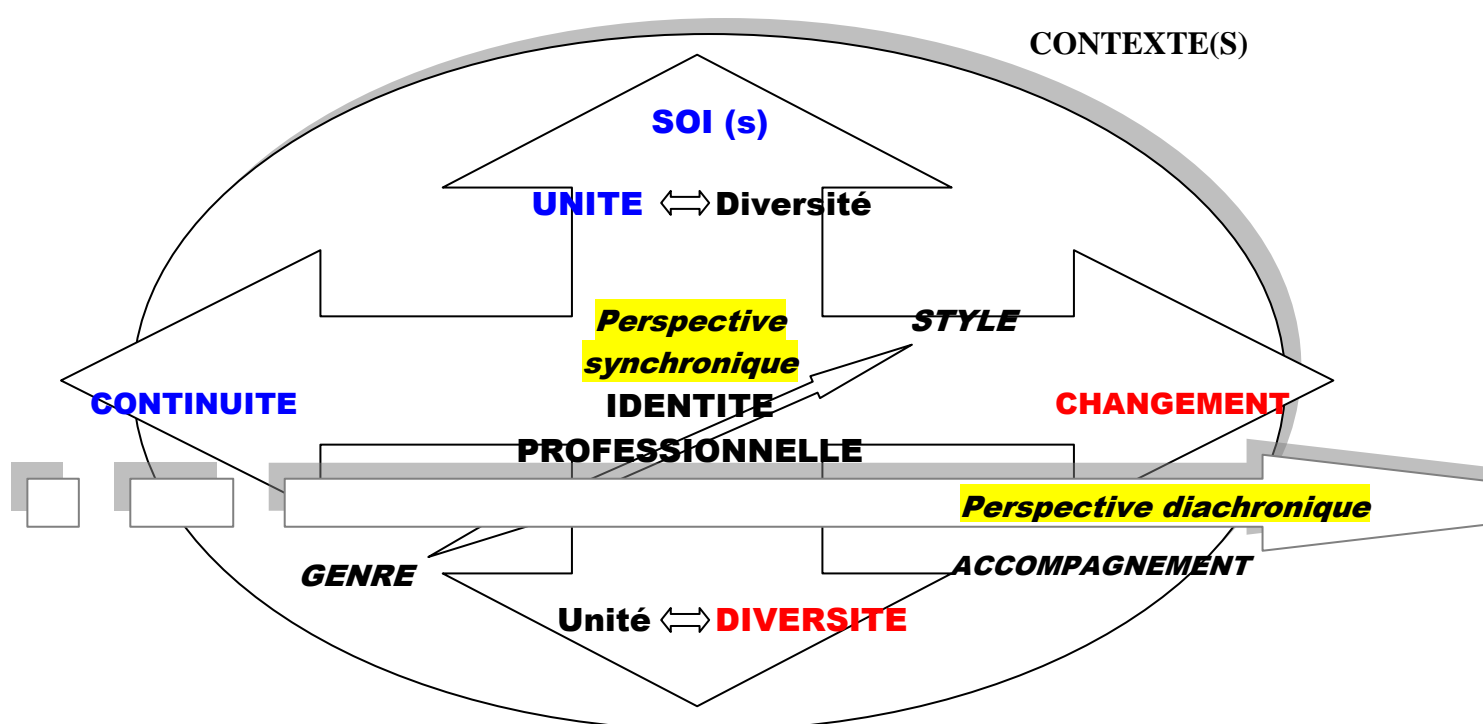 CONTEXTE(S)
SOI (s)
UNITE Diversité
Perspective
synchronique
STYLE
CONTINUITE
IDENTITE
CHANGEMENT
PROFESSIONNELLE
Perspective diachronique
GENRE
ACCOMPAGNEMENT
Unité DIVERSITE